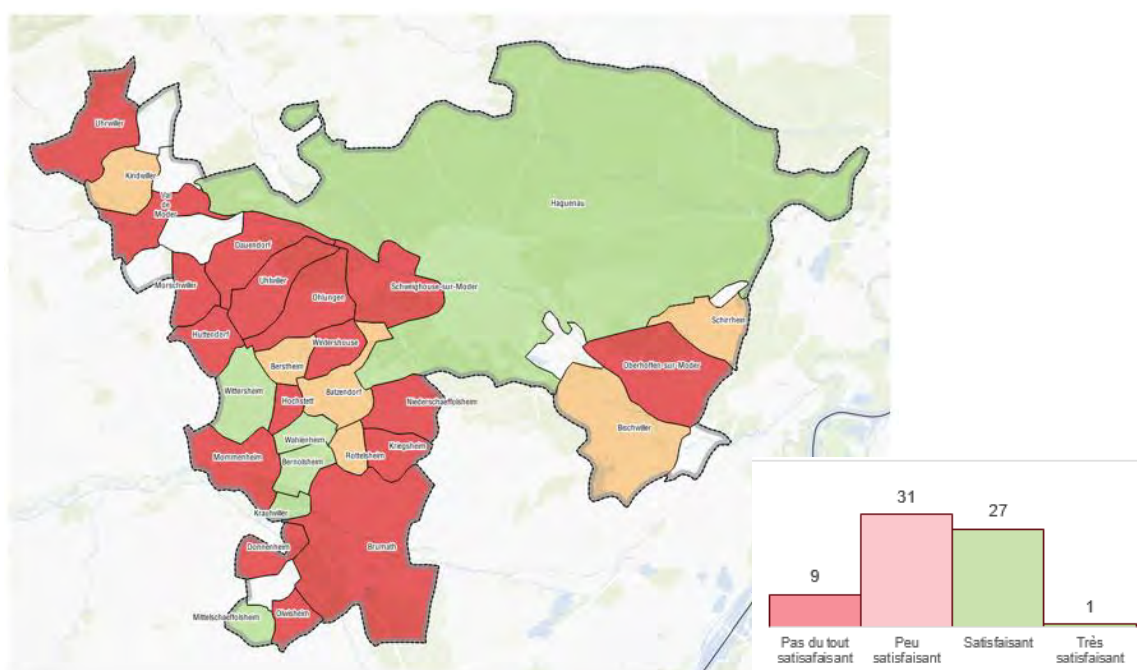 Uhrwiller
Kindwiller
Val
de
Moder
Haguenau
Dauendorf
Morschwiller
Uhlwiller
Ohlungen
Schweighouse-sur-Moder
Schirrhein
Huttendorf
Wintershouse
Berstheim
Oberhoffen-sur-Moder
Wittersheim
Batzendorf
Hochstett
Niederschaeffolsheim
Bischwiller
Wahlenheim
Kriegsheim
Mommenheim
Bernolsheim
Rottelsheim
Krautwiller
Donnenheim
Brumath
Mittelschaeffolsheim
Olwisheim
9
31
27
1
Pas du tout
satisafaisant
Peu
satisfaisant
Satisfaisant
Très
satisfaisant